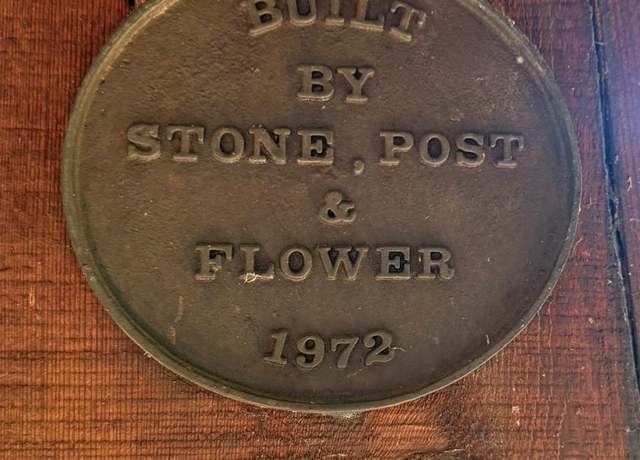 BUILT
BY
STONE, POST
&
FLOWER
1972